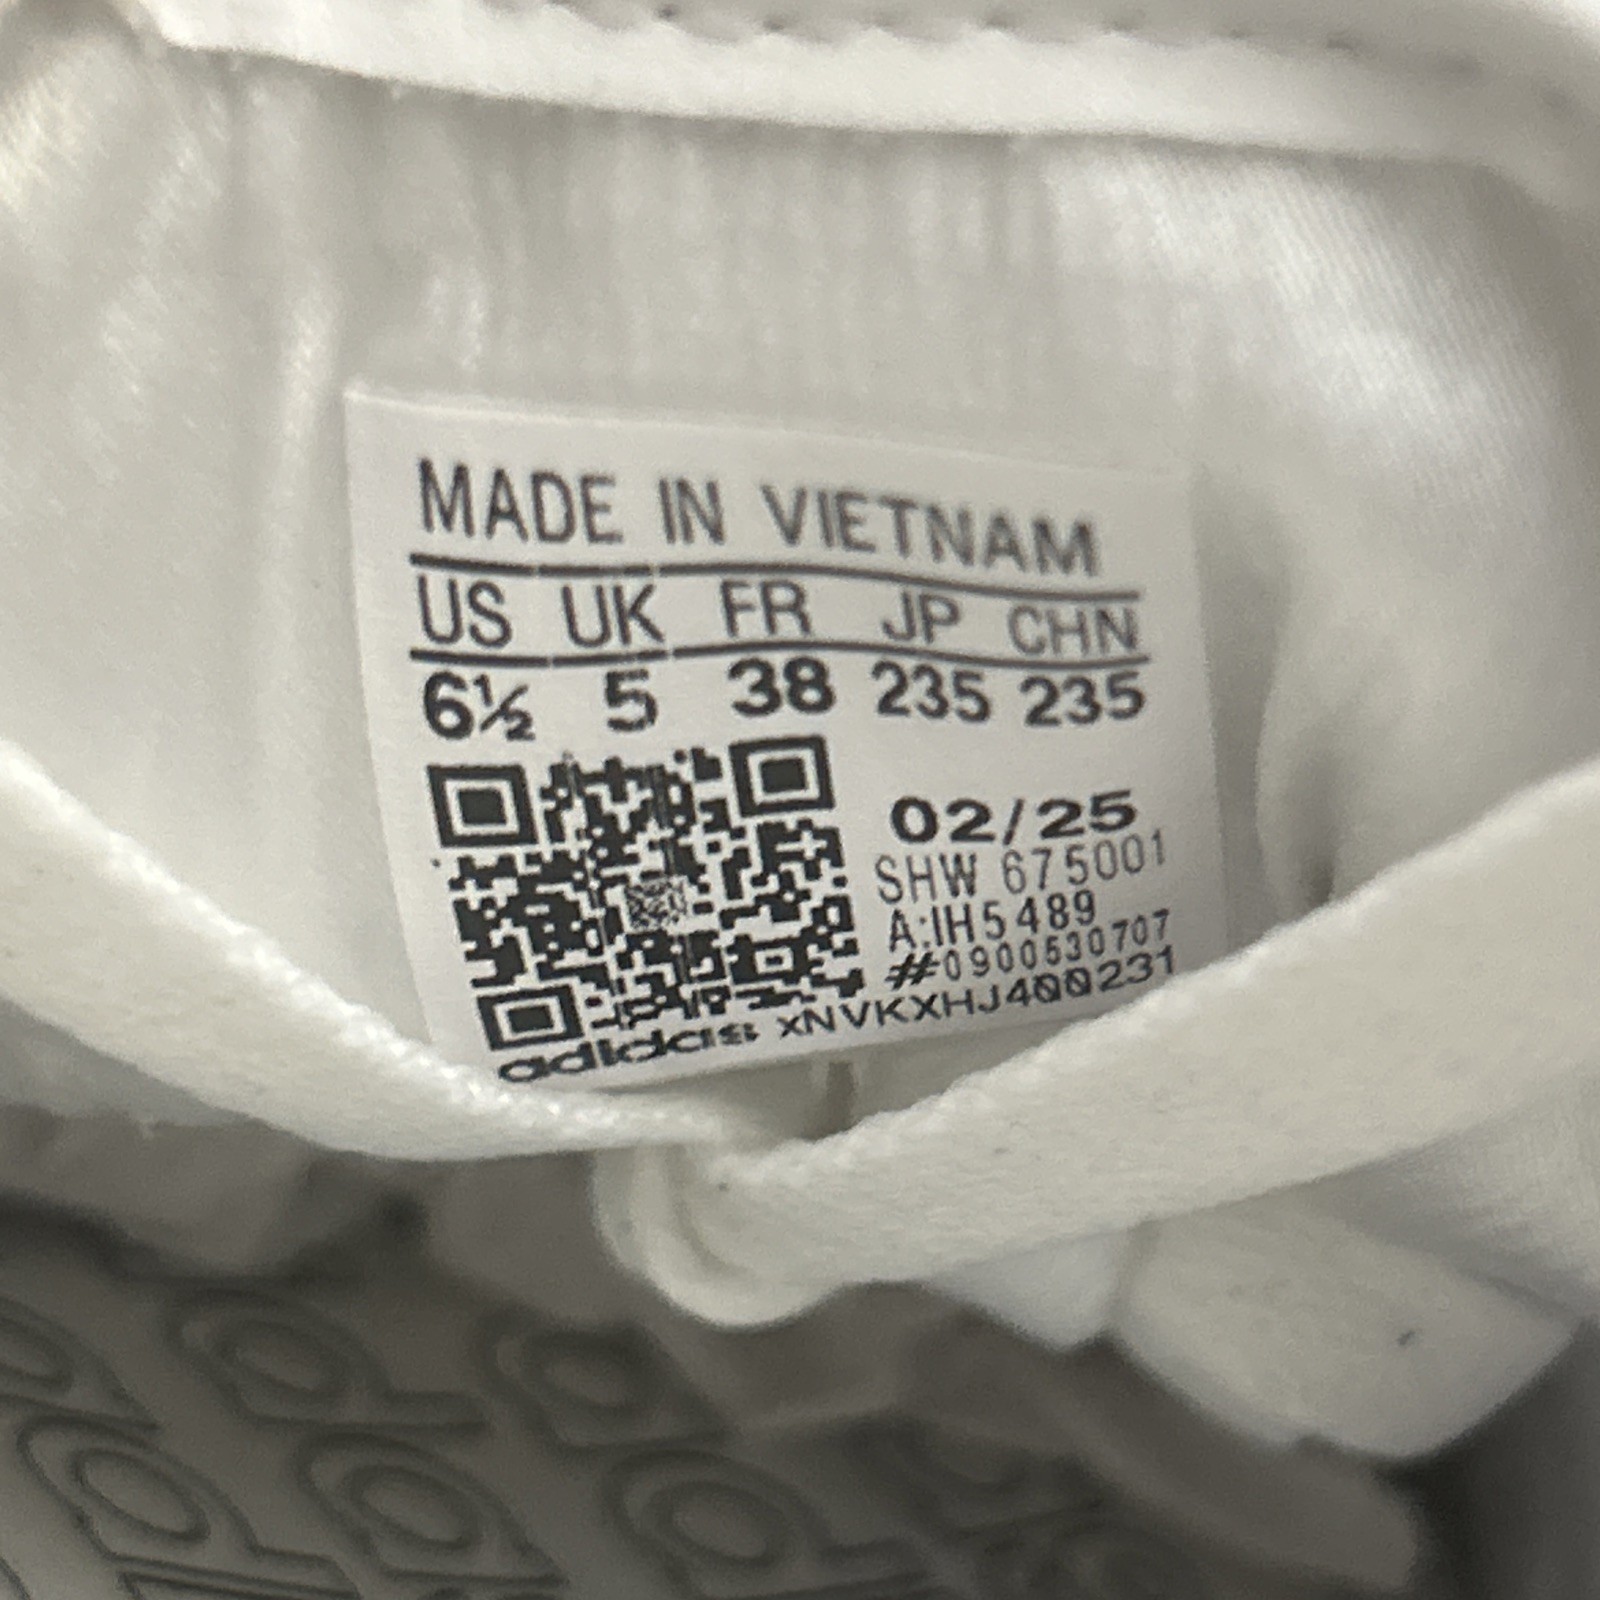 MADE IN VIETNAM
US UK FR JP CHN
6½ 5 38 235 235
02/25
SHW 675001
A:IH5489
#0900530707
adidas XNVKXHJ400231